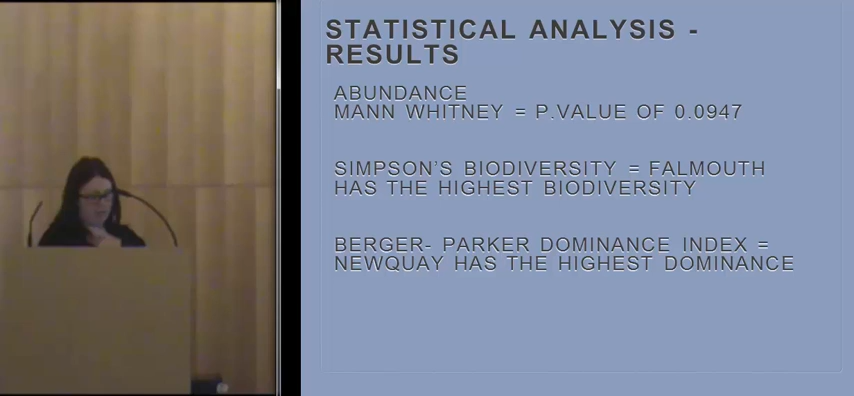 STATISTICAL ANALYSIS -
RESULTS
ABUNDANCE
MANN WHITNEY = P.VALUE OF 0.0947
SIMPSON'S BIODIVERSITY = FALMOUTH
HAS THE HIGHEST BIODIVERSITY
BERGER- PARKER DOMINANCE INDEX =
NEWQUAY HAS THE HIGHEST DOMINANCE